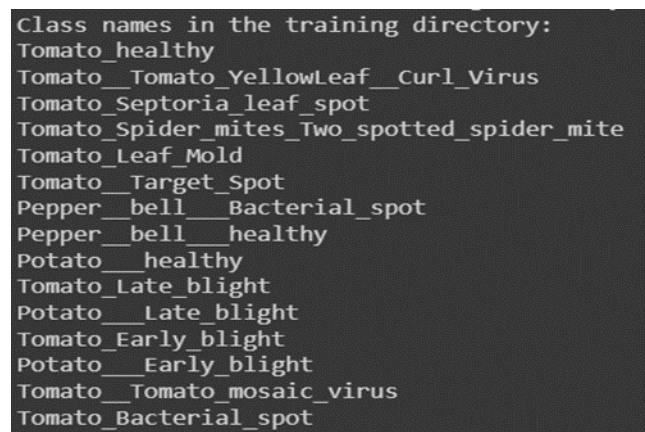 Class names in the training directory:
Tomato_healthy
Tomato__Tomato_YellowLeaf__Curl_Virus
Tomato_Septoria_leaf_spot
Tomato_Spider_mites_Two_spotted_spider_mite
Tomato_Leaf_Mold
Tomato__Target_Spot
Pepper__bell___Bacterial_spot
Pepper__bell___healthy
Potato___healthy
Tomato_Late_blight
Potato___Late_blight
Tomato_Early_blight
Potato___Early_blight
Tomato__Tomato_mosaic_virus
Tomato_Bacterial_spot